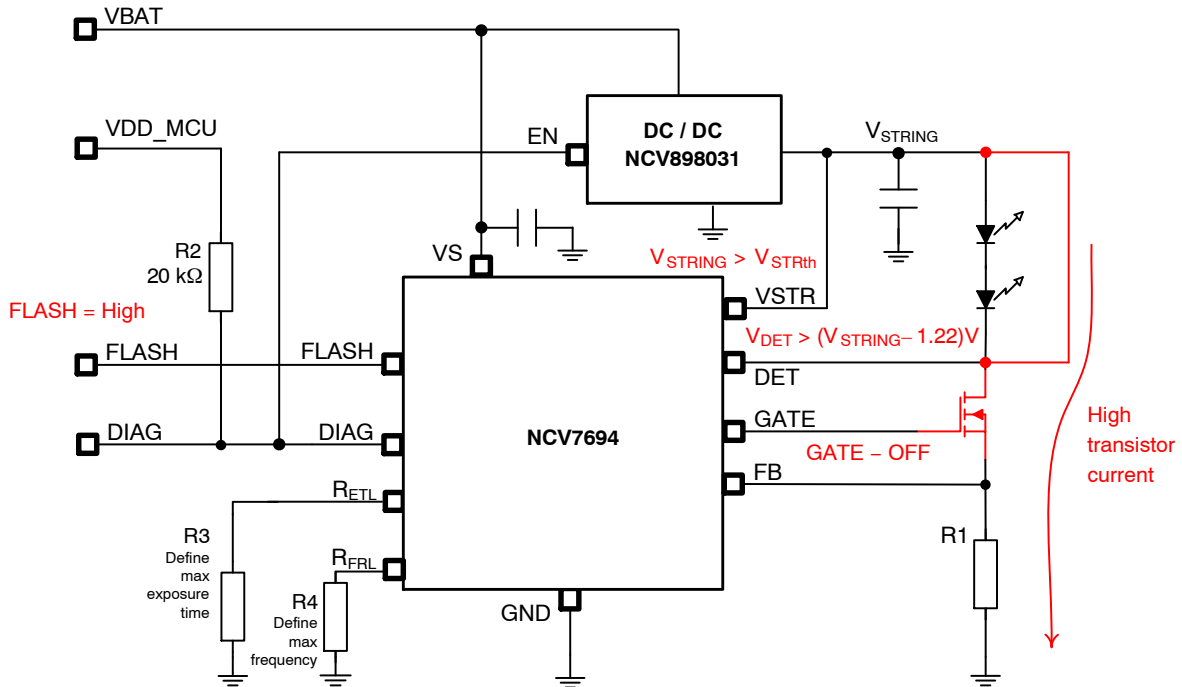 VBAT
VDD_MCU
EN
DC / DC
NCV898031
VSTRING
R2
20 kΩ
VS
VSTRING > VSTRth
FLASH = High
VSTR
VDET > (VSTRING– 1.22)V
FLASH
FLASH
DET
DIAG
DIAG
NCV7694
GATE
GATE – OFF
High
transistor
current
FB
RETL
R3
Define
max
exposure
time
RFRL
R4
Define
max
frequency
GND
R1